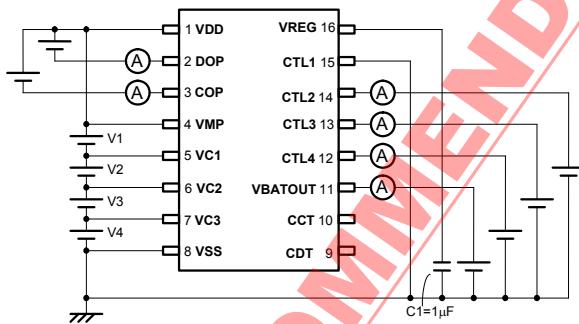 1 VDD
2 DOP
3 COP
4 VMP
5 VC1
6 VC2
7 VC3
8 VSS
VREG 16
CTL1 15
CTL2 14
CTL3 13
CTL4 12
VBATOUT 11
CCT 10
CDT 9
A
A
A
A
A
A
V1
V2
V3
V4
C1=1µF
OMMEND